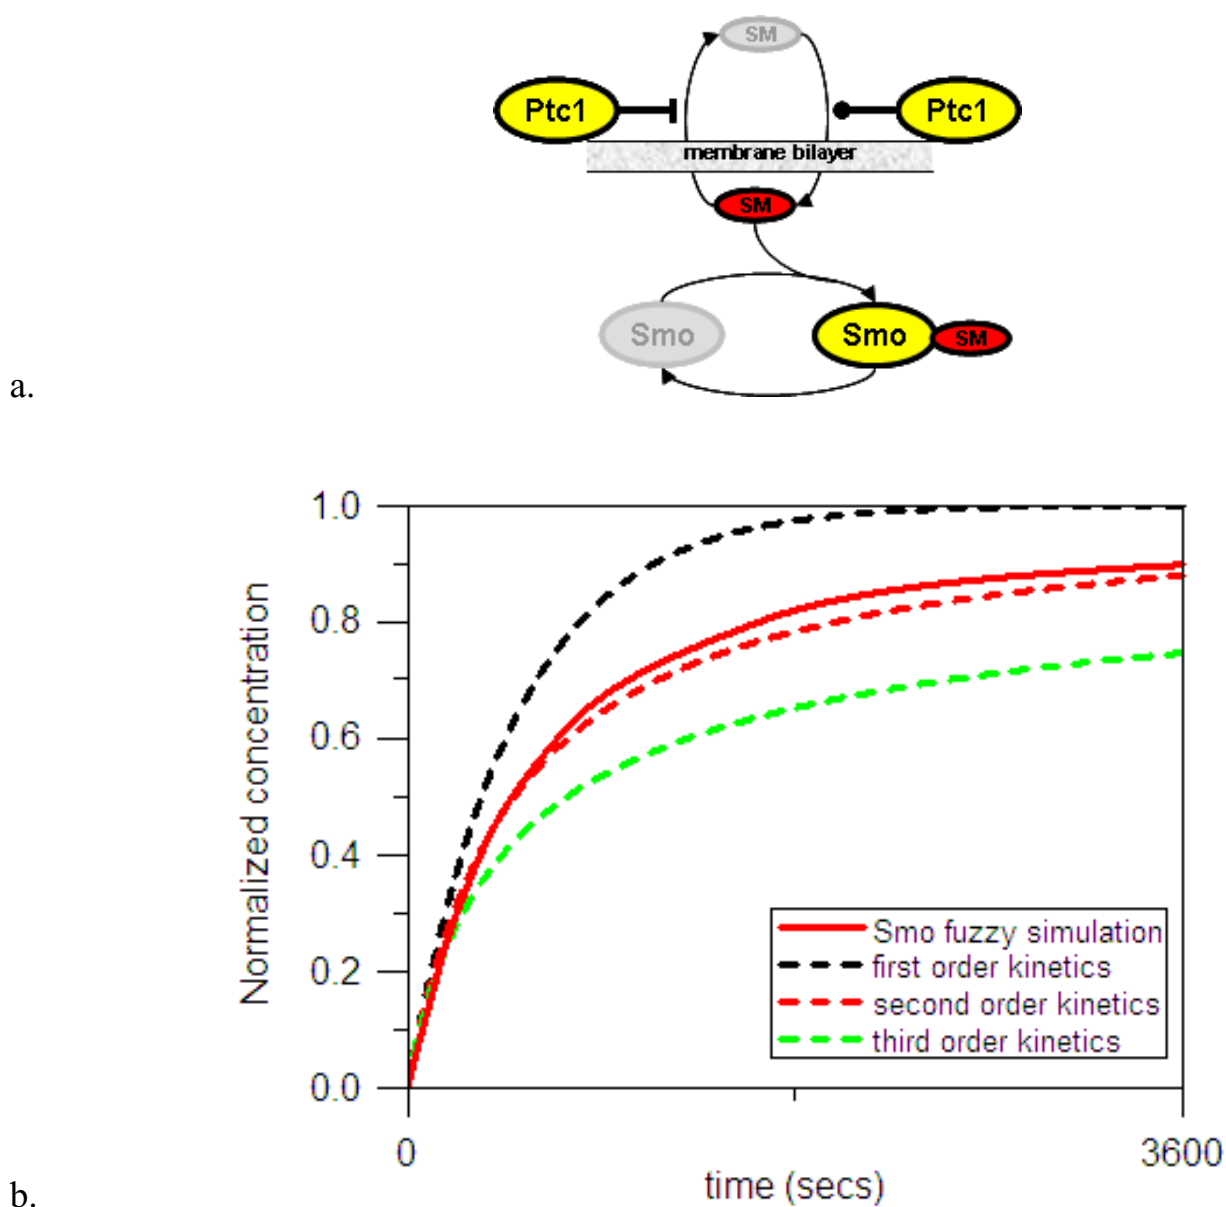 SM
Ptc1
Ptc1
membrane bilayer
SM
Smo
Smo
SM
a.
1.0
0.8
0.6
0.4
0.2
0.0
Normalized concentration
Smo fuzzy simulation
first order kinetics
second order kinetics
third order kinetics
0
3600
time (secs)
b.